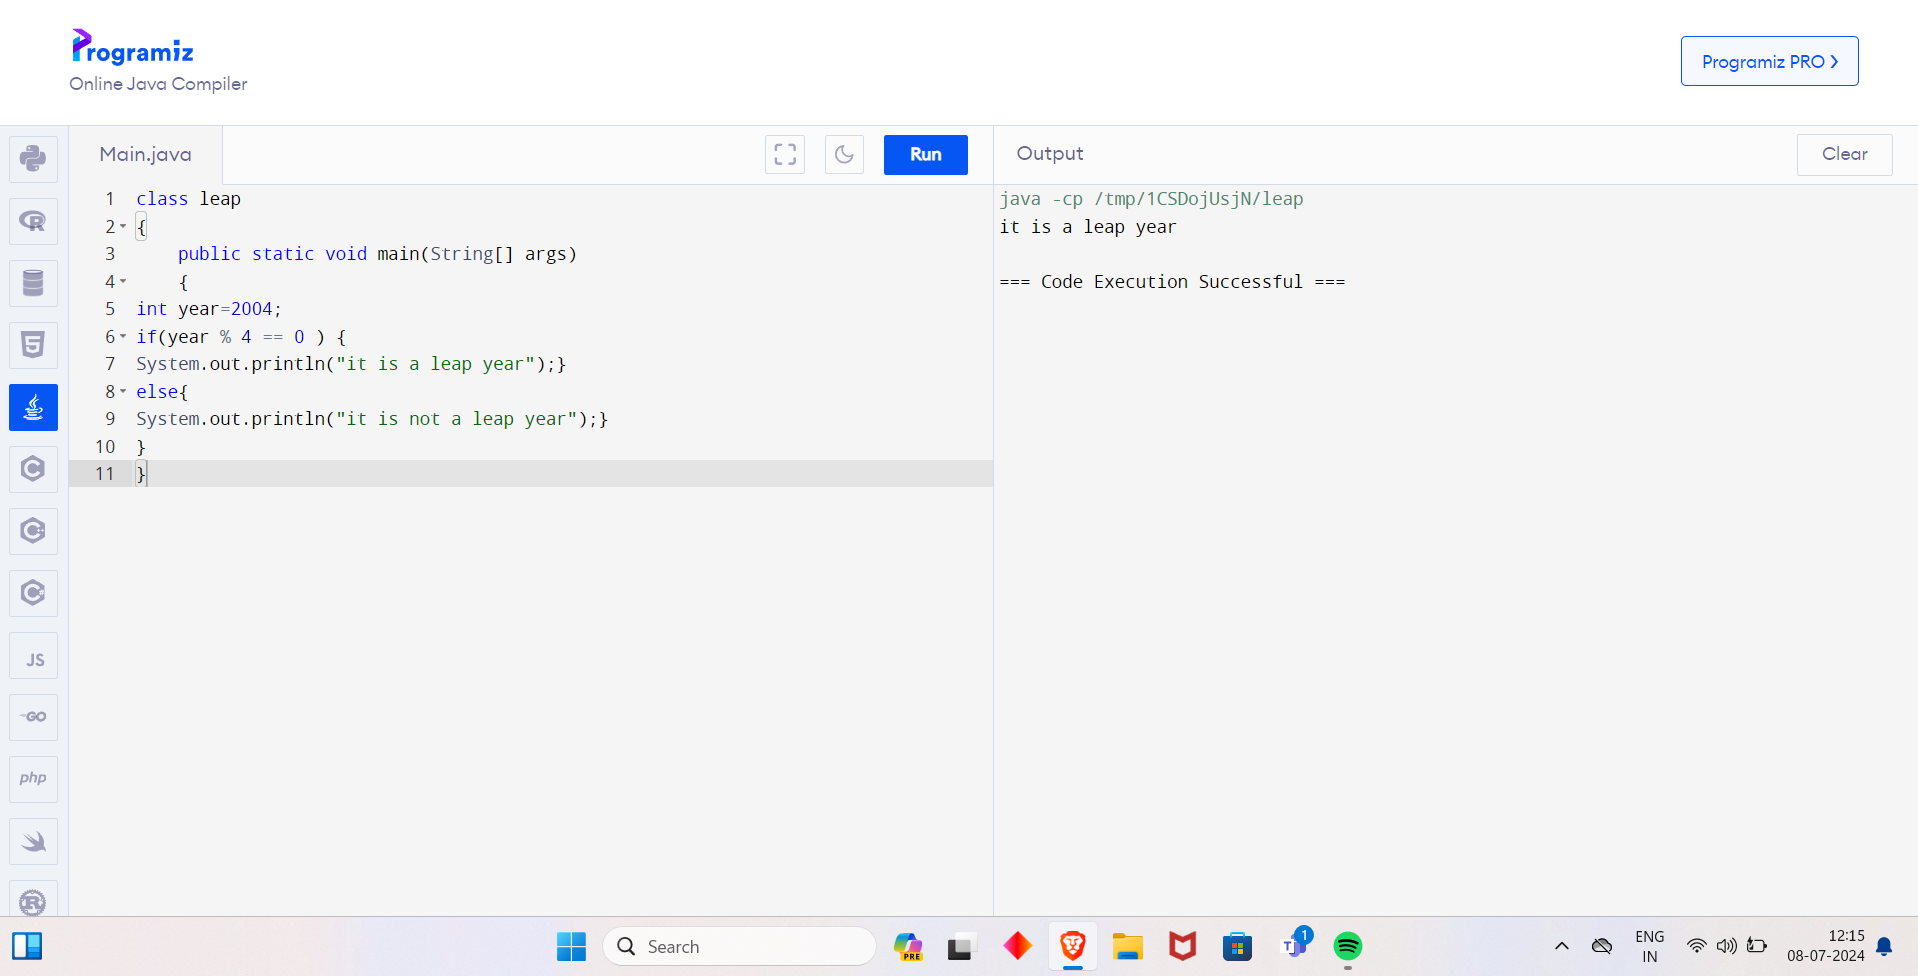 Programiz
Online Java Compiler
Programiz PRO
Main.java
Run
Output
Clear
1 class leap
2 {
3     public static void main(String[] args)
4     {
5 int year=2004;
6 if(year % 4 == 0 ) {
7 System.out.println("it is a leap year");}
8 else{
9 System.out.println("it is not a leap year");}
10 }
11 }
java -cp /tmp/1CSDojUsjN/leap
it is a leap year
=== Code Execution Successful ===
R
5
C
C
C
JS
GO
php
R
Search
PRE
T
1
ENG
IN
12:15
08-07-2024